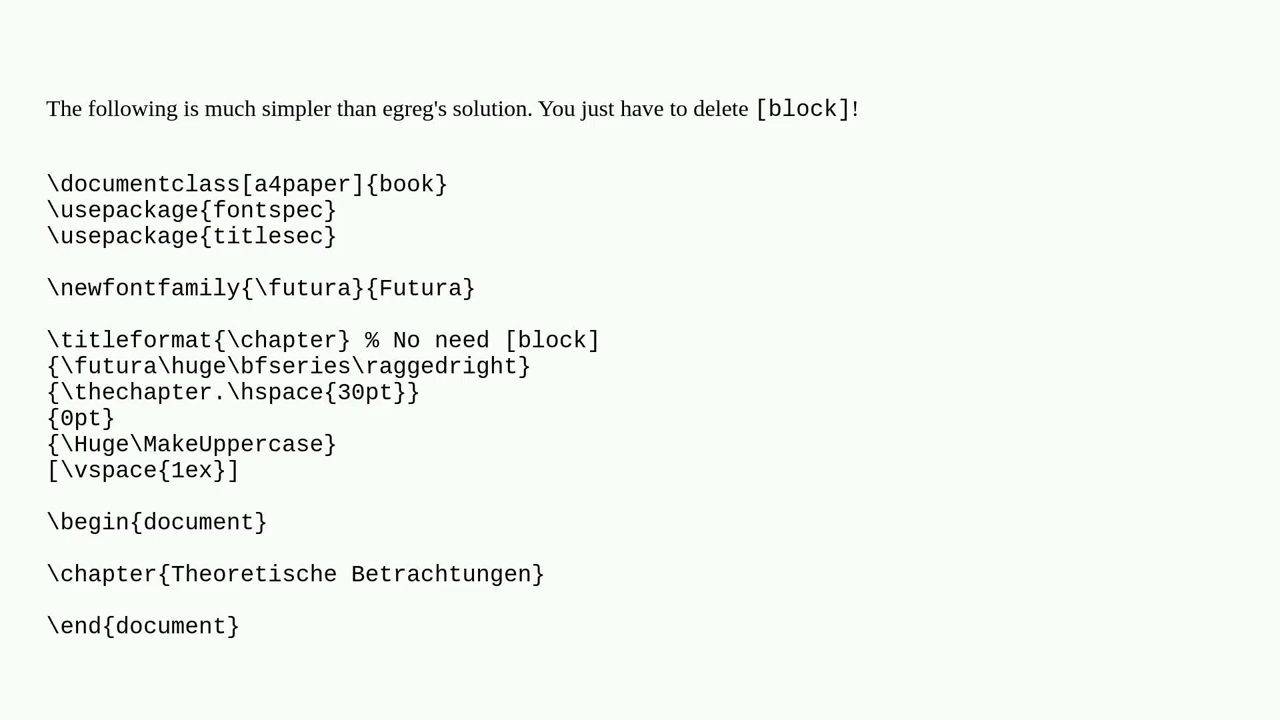 The following is much simpler than egreg's solution. You just have to delete [block]!
\documentclass[a4paper]{book}
\usepackage{fontspec}
\usepackage{titlesec}
\newfontfamily{\futura}{Futura}
\titleformat{\chapter} % No need [block]
{\futura\huge\bfseries\raggedright}
{\thechapter.\hspace{30pt}}
{0pt}
{\Huge\MakeUppercase}
[\vspace{1ex}]
\begin{document}
\chapter{Theoretische Betrachtungen}
\end{document}